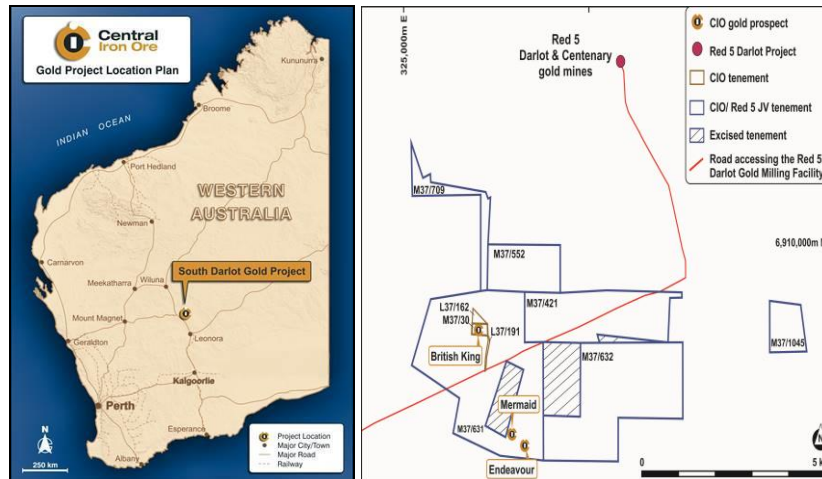 Central
Iron Ore
Gold Project Location Plan
Kununurra
INDIAN OCEAN
Broome
Port Hedland
WESTERN
AUSTRALIA
Newman
Carnarvon
Meekatharra
Wiluna
South Darlot Gold Project
Mount Magnet
Leonora
Geraldton
Kalgoorlie
Perth
Esperance
Albany
N
250 km
Project Location
Major City/Town
Major Road
Railway
325,000m E
Red 5
Darlot & Centenary
gold mines
CIO gold prospect
Red 5 Darlot Project
CIO tenement
CIO/ Red 5 JV tenement
Excised tenement
Road accessing the Red 5
Darlot Gold Milling Facility
M37/709
6,910,000m
M37/552
L37/162
M37/30
M37/421
L37/191
British King
M37/632
M37/1045
Mermaid
M37/631
Endeavour
N
0
5